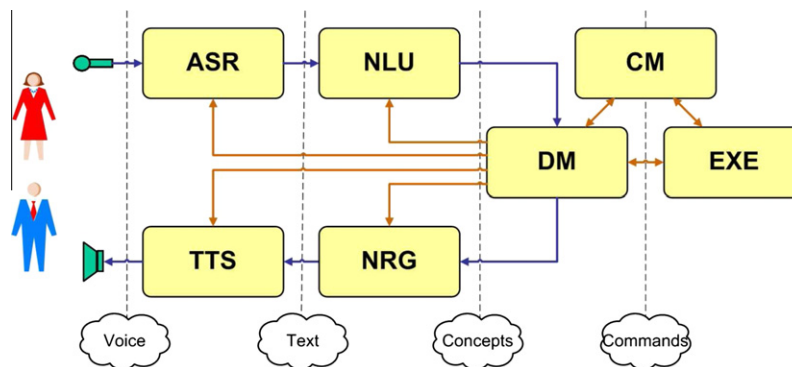 ASR
NLU
CM
DM
EXE
TTS
NRG
Voice
Text
Concepts
Commands